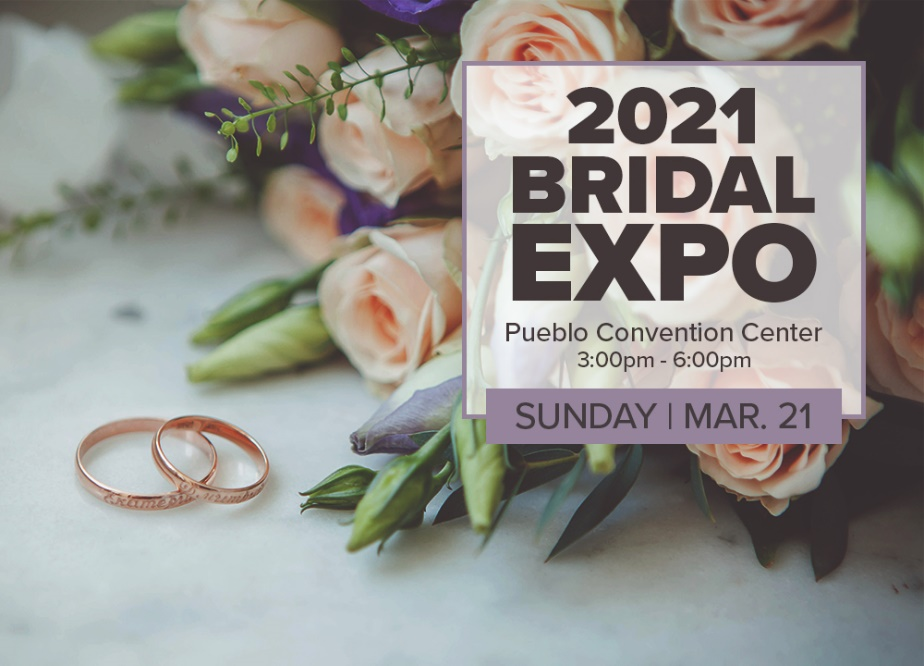 2021
BRIDAL
EXPO
Pueblo Convention Center
3:00pm - 6:00pm
SUNDAY | MAR. 21